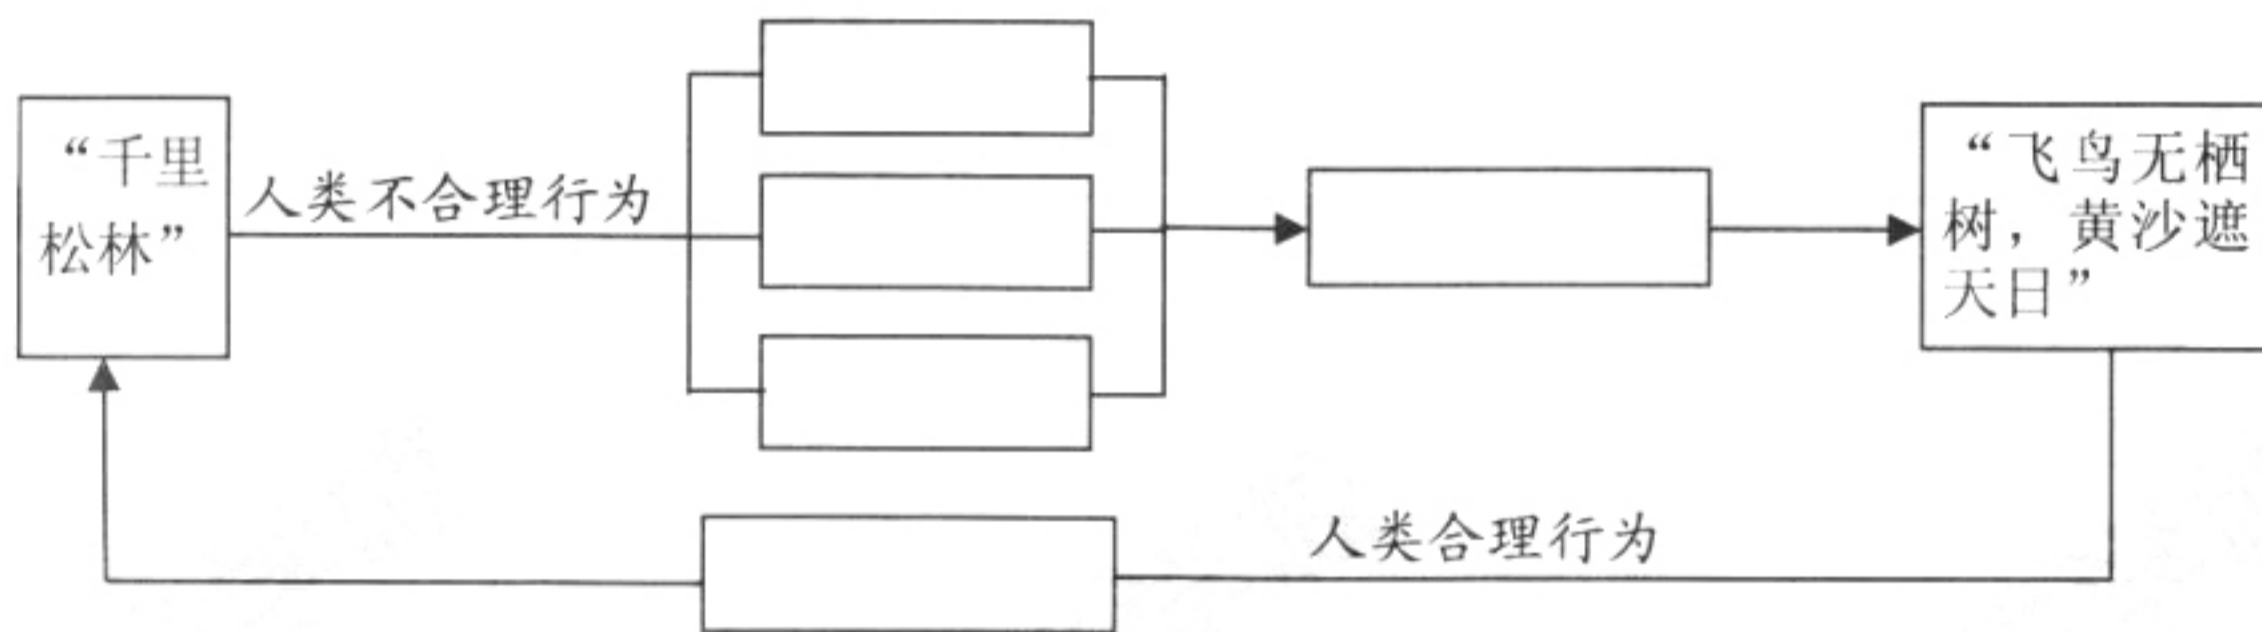 “千里
松林”
人类不合理行为
“飞鸟无栖
树，黄沙遮
天日”
人类合理行为